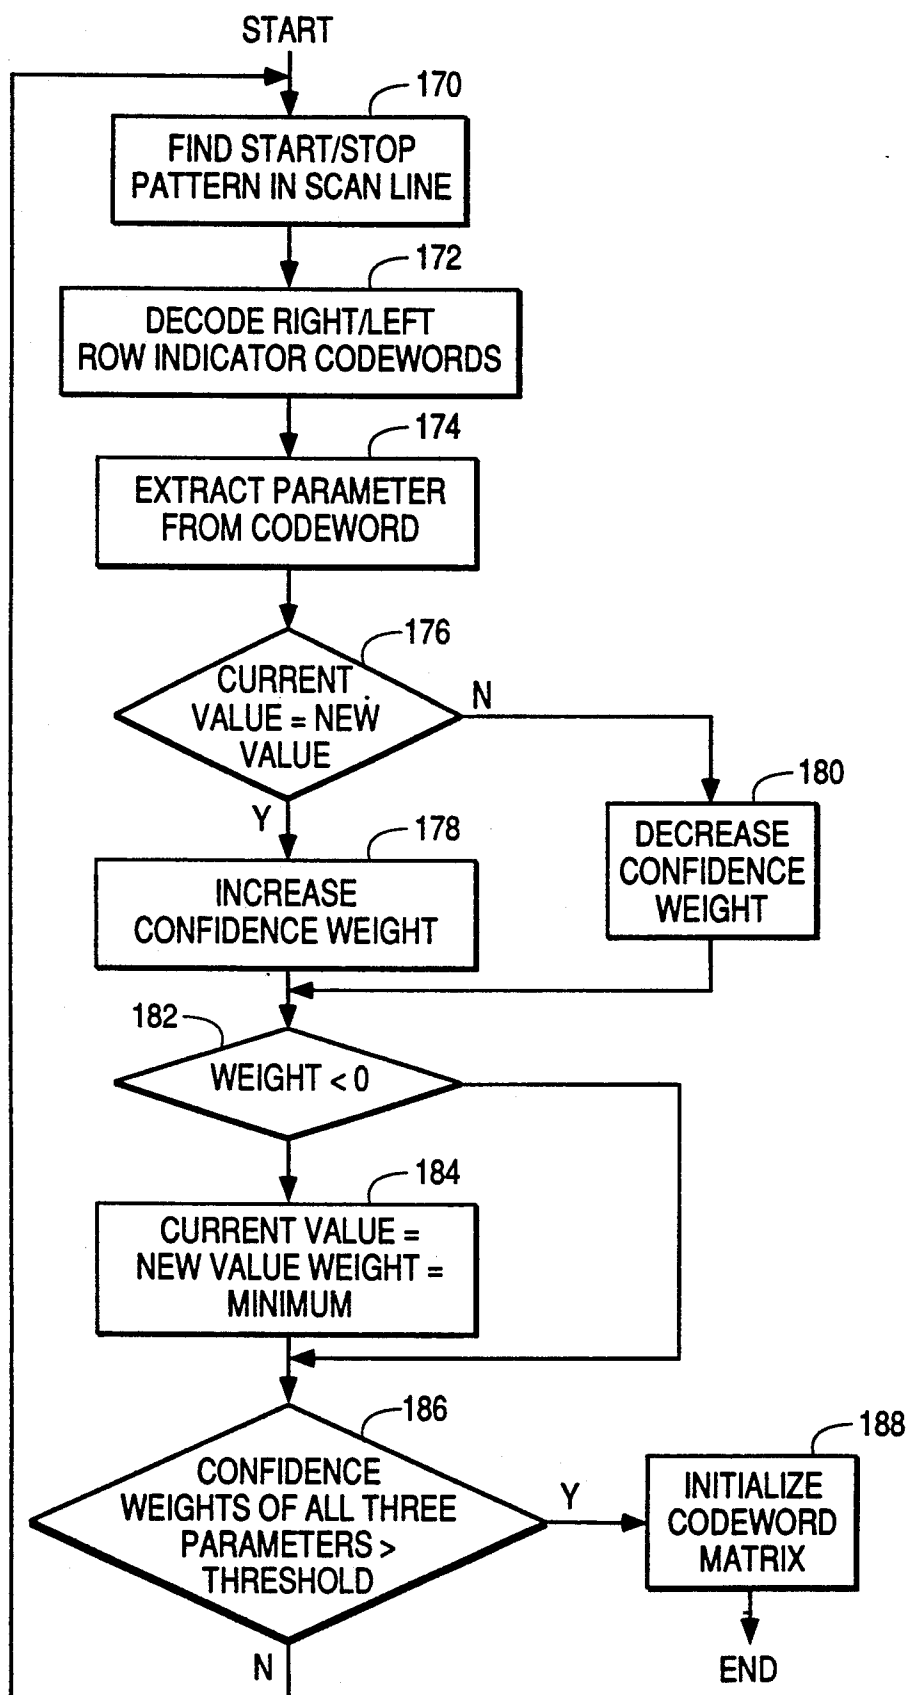 START
170
FIND START/STOP
PATTERN IN SCAN LINE
172
DECODE RIGHT/LEFT
ROW INDICATOR CODEWORDS
174
EXTRACT PARAMETER
FROM CODEWORD
176
CURRENT
VALUE = NEW
VALUE
N
Y
180
DECREASE
CONFIDENCE
WEIGHT
178
INCREASE
CONFIDENCE WEIGHT
182
WEIGHT < 0
184
CURRENT VALUE =
NEW VALUE WEIGHT =
MINIMUM
186
CONFIDENCE
WEIGHTS OF ALL THREE
PARAMETERS >
THRESHOLD
Y
N
188
INITIALIZE
CODEWORD
MATRIX
END